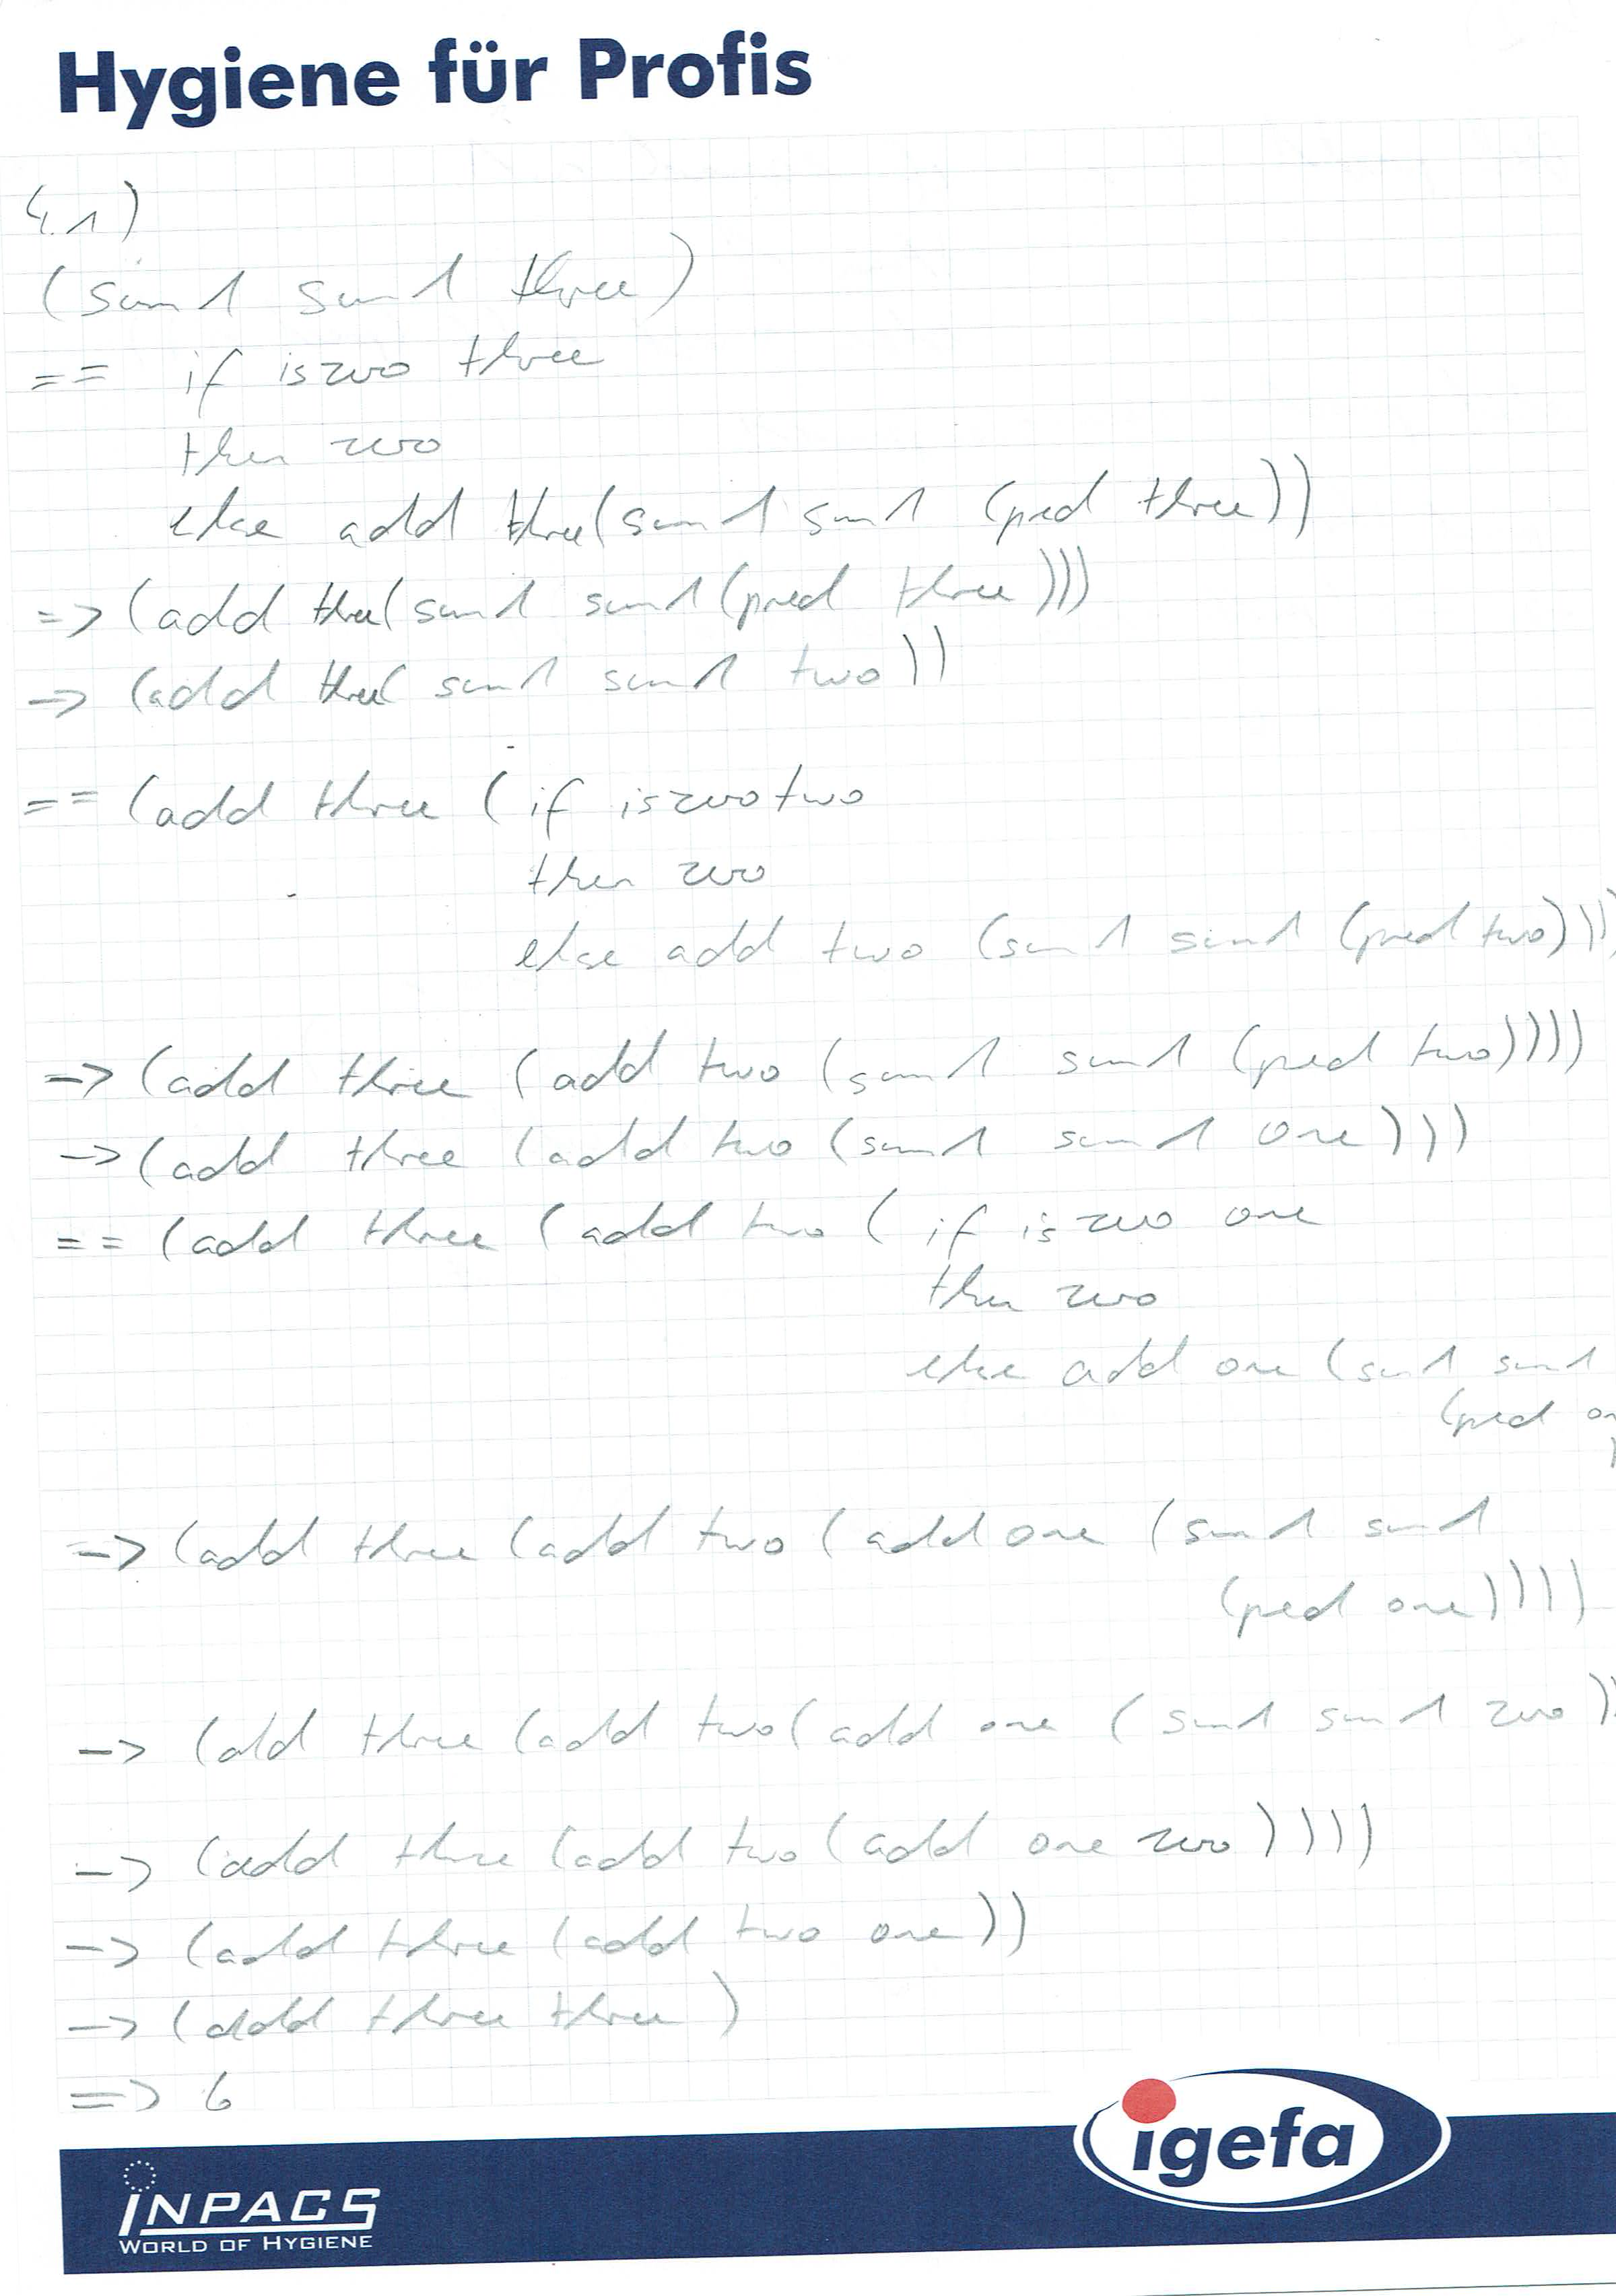 Hygiene für Profis
4.1)
(sum1 sum1 three)
== if iszero three
then zero
else add three(sum1 sum1 (pred three))
=> (add three(sum1 sum1(pred three)))
-> (add three( sum1 sum1 two))
== (add three ( if iszero two
then zero
else add two (sum1 sum1 (pred two)))
-> (add three (add two (sum1 sum1 (pred two))))
-> (add three (add two (sum1 sum1 one)))
== (add three (add two ( if iszero one
then zero
else add one (sum1 sum1
(pred on
)
-> (add three (add two (add one (sum1 sum1
(pred one))))
-> (add three (add two(add one (sum1 sum1 zero))
-> (add three (add two(add one zero))))
-> (add three (add two one))
-> (add three three)
=> 6
igefa
INPACS
WORLD OF HYGIENE